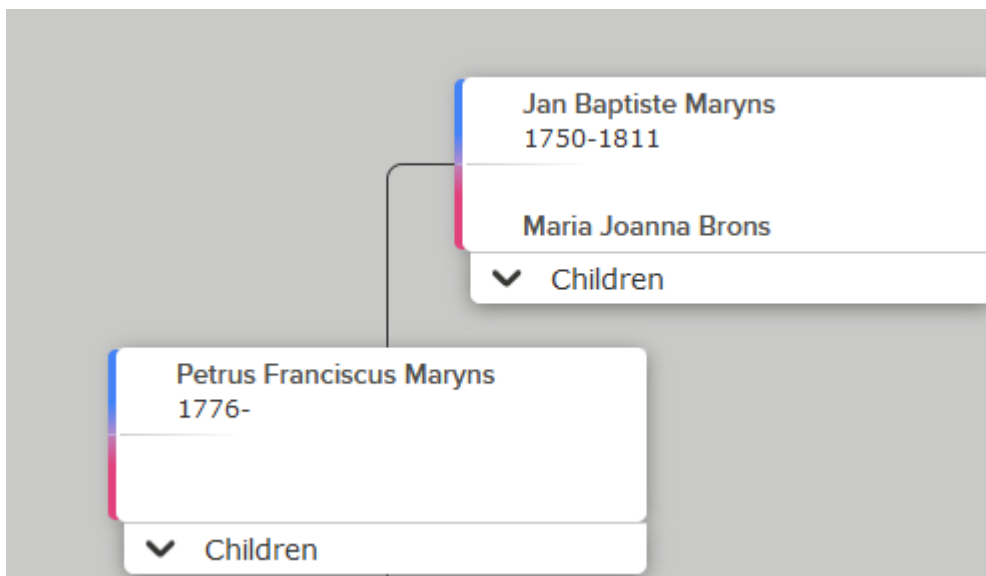 Jan Baptiste Maryns
1750-1811
Maria Joanna Brons
Children
Petrus Franciscus Maryns
1776-
Children